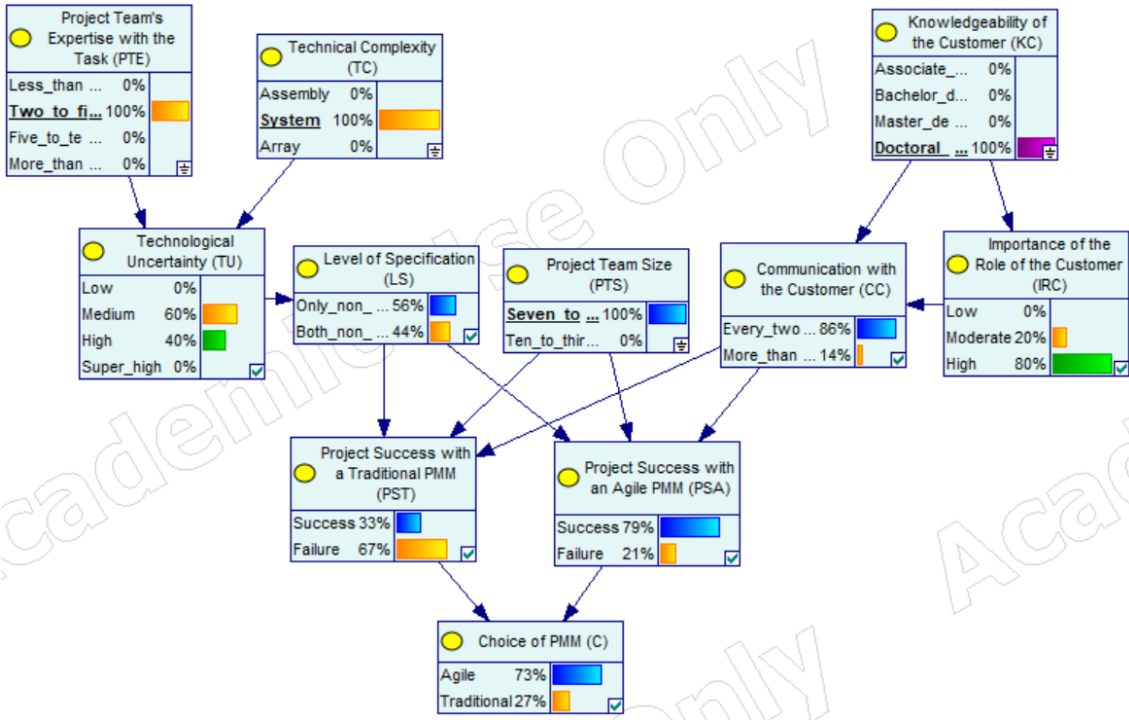 Project Team's
Expertise with the
Task (PTE)
Less_than ... 0%
Two_to_fi... 100%
Five_to_te ... 0%
More_than ... 0%
Technical Complexity
(TC)
Assembly 0%
System 100%
Array 0%
Knowledgeability of
the Customer (KC)
Associate_... 0%
Bachelor_d... 0%
Master_de ... 0%
Doctoral_ ... 100%
Technological
Uncertainty (TU)
Low 0%
Medium 60%
High 40%
Super_high 0%
Level of Specification
(LS)
Only_non_ ... 56%
Both_non_ ... 44%
Project Team Size
(PTS)
Seven_to_... 100%
Ten_to_thir... 0%
Communication with
the Customer (CC)
Every_two ... 86%
More_than ... 14%
Importance of the
Role of the Customer
(IRC)
Low 0%
Moderate 20%
High 80%
Project Success with
a Traditional PMM
(PST)
Success 33%
Failure 67%
Project Success with
an Agile PMM (PSA)
Success 79%
Failure 21%
Choice of PMM (C)
Agile 73%
Traditional 27%
Academic Use Only
Acad
Only